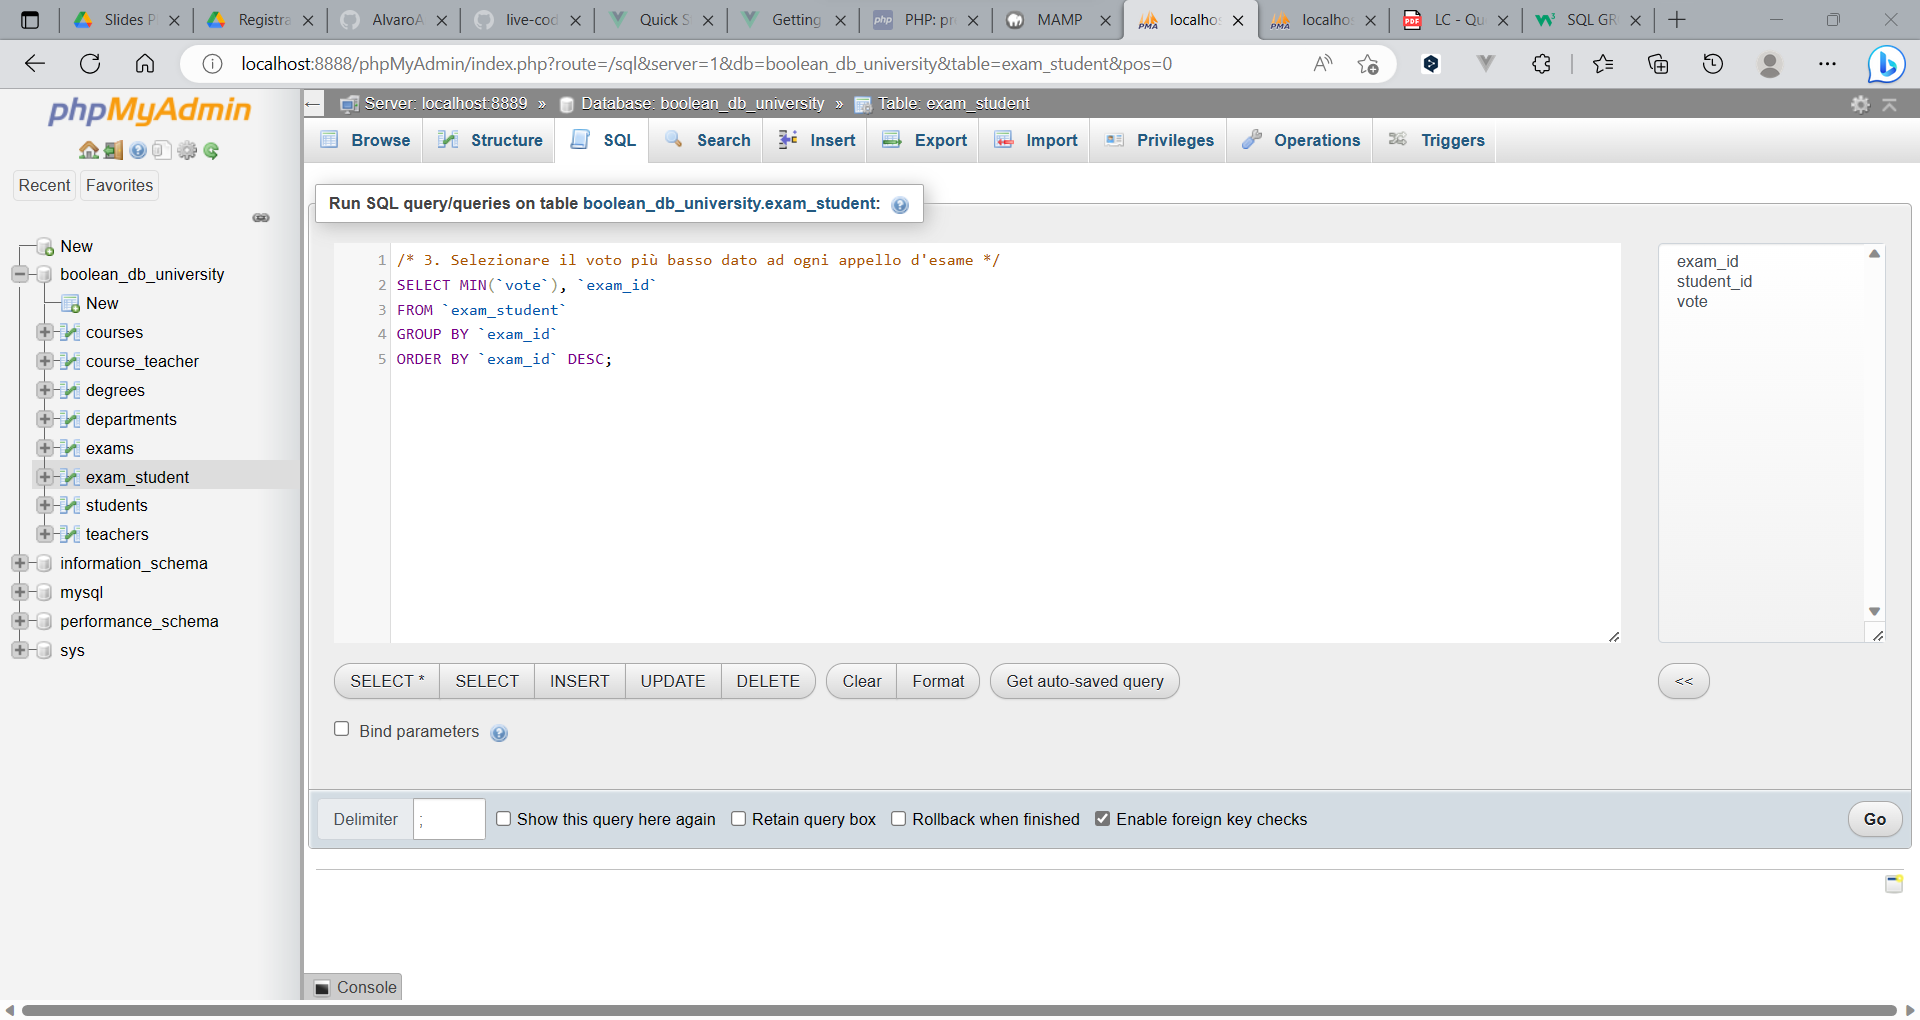 Slides P
Registra
AlvaroA
live-cod
Quick S
Getting
PHP: pr
MAMP
localhos
localhos
LC - Qu
SQL GR
localhost:8888/phpMyAdmin/index.php?route=/sql&server=1&db=boolean_db_university&table=exam_student&pos=0
phpMyAdmin
Recent
Favorites
New
boolean_db_university
New
courses
course_teacher
degrees
departments
exams
exam_student
students
teachers
information_schema
mysql
performance_schema
sys
Server: localhost:8889 » Database: boolean_db_university » Table: exam_student
Browse
Structure
SQL
Search
Insert
Export
Import
Privileges
Operations
Triggers
Run SQL query/queries on table boolean_db_university.exam_student:
1 /* 3. Selezionare il voto più basso dato ad ogni appello d'esame */
2 SELECT MIN(`vote`), `exam_id`
3 FROM `exam_student`
4 GROUP BY `exam_id`
5 ORDER BY `exam_id` DESC;
exam_id
student_id
vote
SELECT *
SELECT
INSERT
UPDATE
DELETE
Clear
Format
Get auto-saved query
<<
Bind parameters
Delimiter ;
Show this query here again
Retain query box
Rollback when finished
Enable foreign key checks
Go
Console